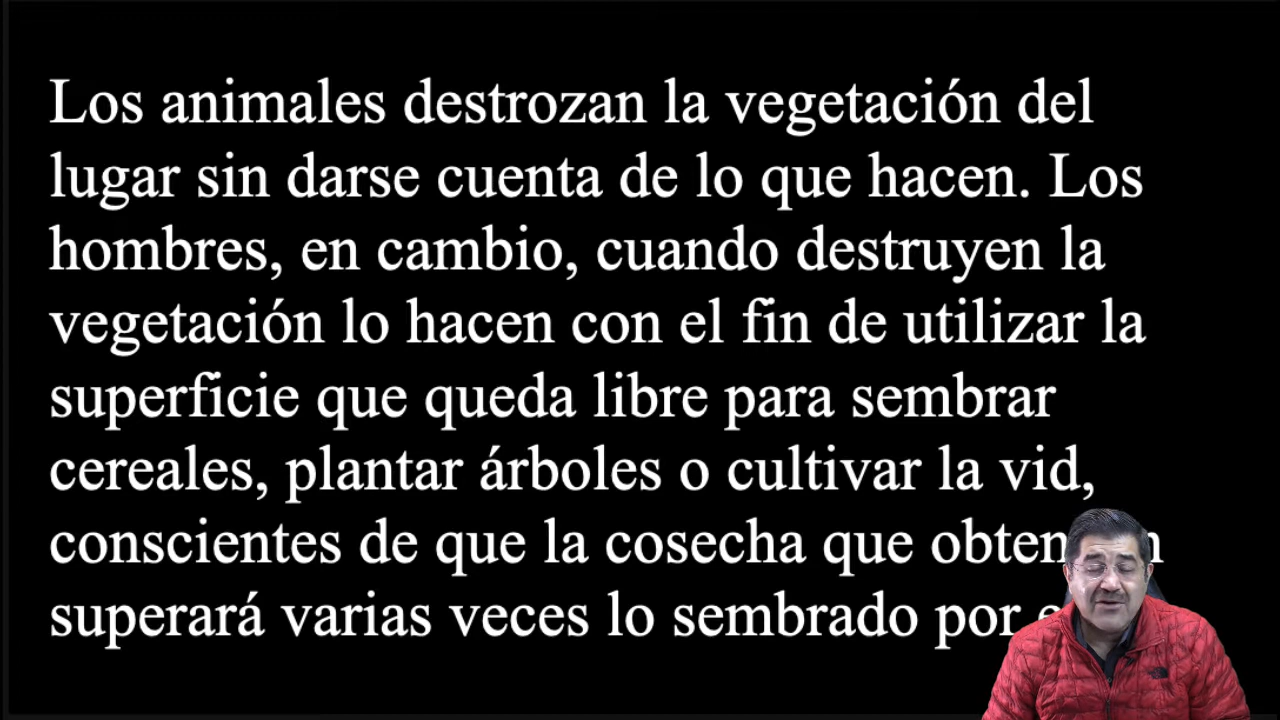 Los animales destrozan la vegetación del
lugar sin darse cuenta de lo que hacen. Los
hombres, en cambio, cuando destruyen la
vegetación lo hacen con el fin de utilizar la
superficie que queda libre para sembrar
cereales, plantar árboles o cultivar la vid,
conscientes de que la cosecha que
superará varias veces lo sembrado por